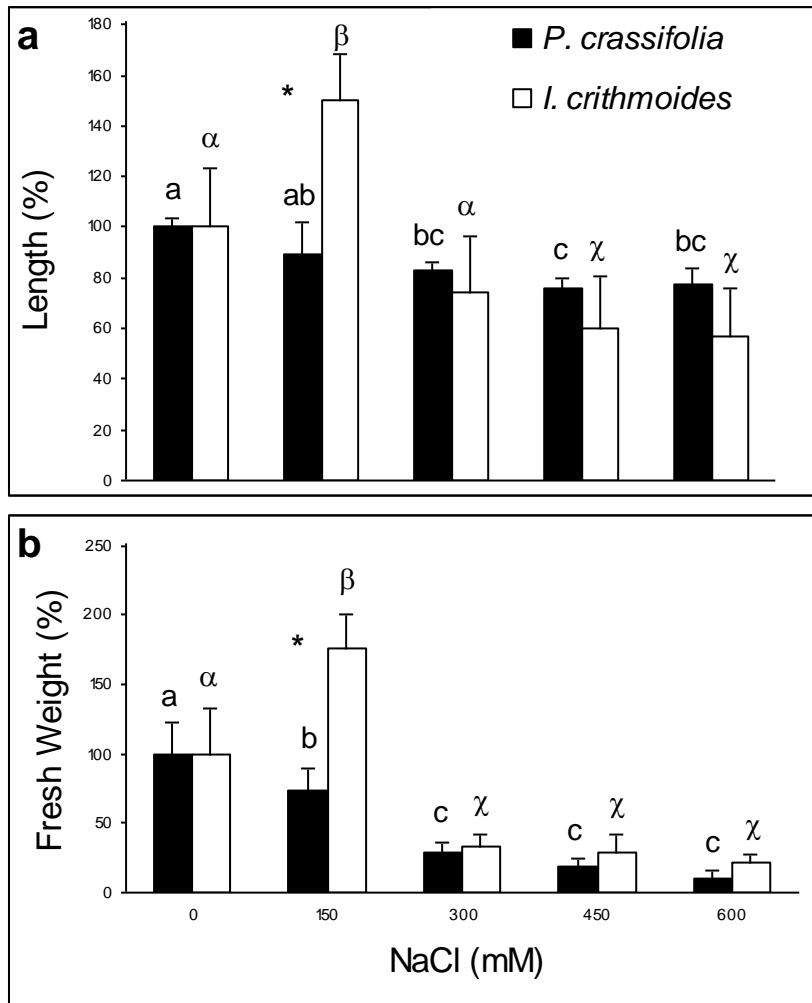 a
Length (%)
180
160
140
120
100
80
60
40
20
0
P. crassifolia
I. crithmoides
a
α
*
ab
β
bc
α
c
χ
bc
χ
b
Fresh Weight (%)
250
200
150
100
50
0
a
α
*
b
β
c
χ
c
χ
c
χ
0 150 300 450 600
NaCl (mM)